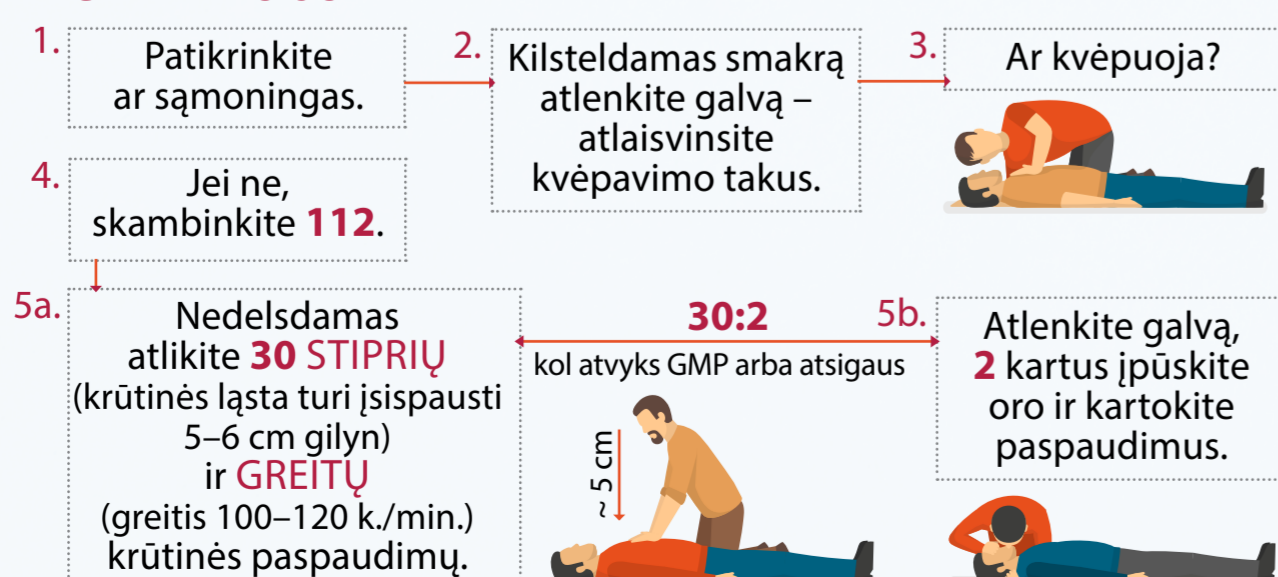 1.
Patikrinkite
ar sąmoningas.
2.
Kilsteldamas smakrą
atlenkite galvą –
atlaisvinsite
kvėpavimo takus.
3.
Ar kvėpuoja?
4.
Jei ne,
skambinkite 112.
5a.
Nedelsdamas
atlikite 30 STIPRIŲ
(krūtinės ląsta turi įsispausti
5–6 cm gilyn)
ir GREITŲ
(greitis 100–120 k./min.)
krūtinės paspaudimų.
30:2
kol atvyks GMP arba atsigaus
~ 5 cm
5b.
Atlenkite galvą,
2 kartus įpūskite
oro ir kartokite
paspaudimus.